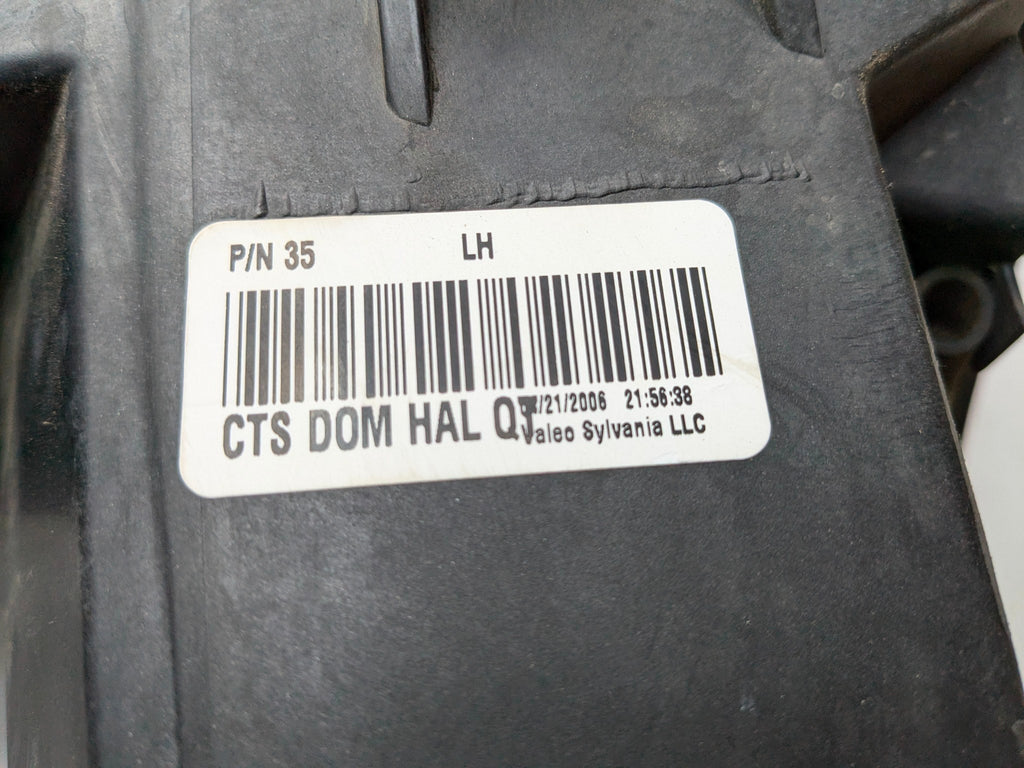 P/N 35 LH
CTS DOM HAL
/21/2006 21:56:38
Valeo Sylvania LLC